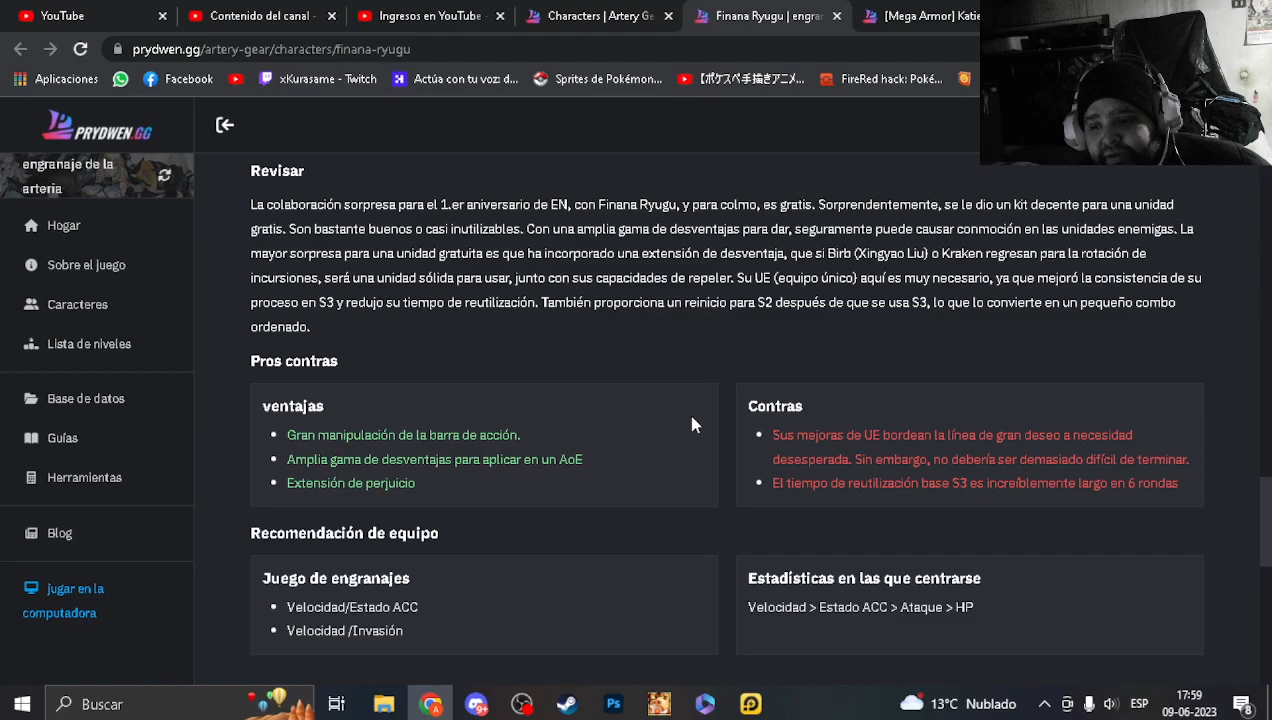 YouTube
Contenido del canal -
Ingresos en YouTube -
Characters | Artery Ge
Finana Ryugu | engrar
[Mega Armor] Katie
prydwen.gg/artery-gear/characters/finana-ryugu
Aplicaciones
Facebook
xKurasame - Twitch
Actúa con tu voz: d...
Sprites de Pokémon...
【ポケスペ手描きアニメ...
FireRed hack: Poké...
PRYDWEN.GG
engranaje de la
arteria
Hogar
Sobre el juego
Caracteres
Lista de niveles
Base de datos
Guías
Herramientas
Blog
jugar en la
computadora
Revisar
La colaboración sorpresa para el 1.er aniversario de EN, con Finana Ryugu, y para colmo, es gratis. Sorprendentemente, se le dio un kit decente para una unidad
gratis. Son bastante buenos o casi inutilizables. Con una amplia gama de desventajas para dar, seguramente puede causar conmoción en las unidades enemigas. La
mayor sorpresa para una unidad gratuita es que ha incorporado una extensión de desventaja, que si Birb (Xingyao Liu) o Kraken regresan para la rotación de
incursiones, será una unidad sólida para usar, junto con sus capacidades de repeler. Su UE (equipo único) aquí es muy necesario, ya que mejoró la consistencia de su
proceso en S3 y redujo su tiempo de reutilización. También proporciona un reinicio para S2 después de que se usa S3, lo que lo convierte en un pequeño combo
ordenado.
Pros contras
ventajas
Gran manipulación de la barra de acción.
Amplia gama de desventajas para aplicar en un AoE
Extensión de perjuicio
Contras
Sus mejoras de UE bordean la línea de gran deseo a necesidad
desesperada. Sin embargo, no debería ser demasiado difícil de terminar.
El tiempo de reutilización base S3 es increíblemente largo en 6 rondas
Recomendación de equipo
Juego de engranajes
Velocidad/Estado ACC
Velocidad /Invasión
Estadísticas en las que centrarse
Velocidad > Estado ACC > Ataque > HP
Buscar
Ps
13°C Nublado
ESP
17:59
09-06-2023
8